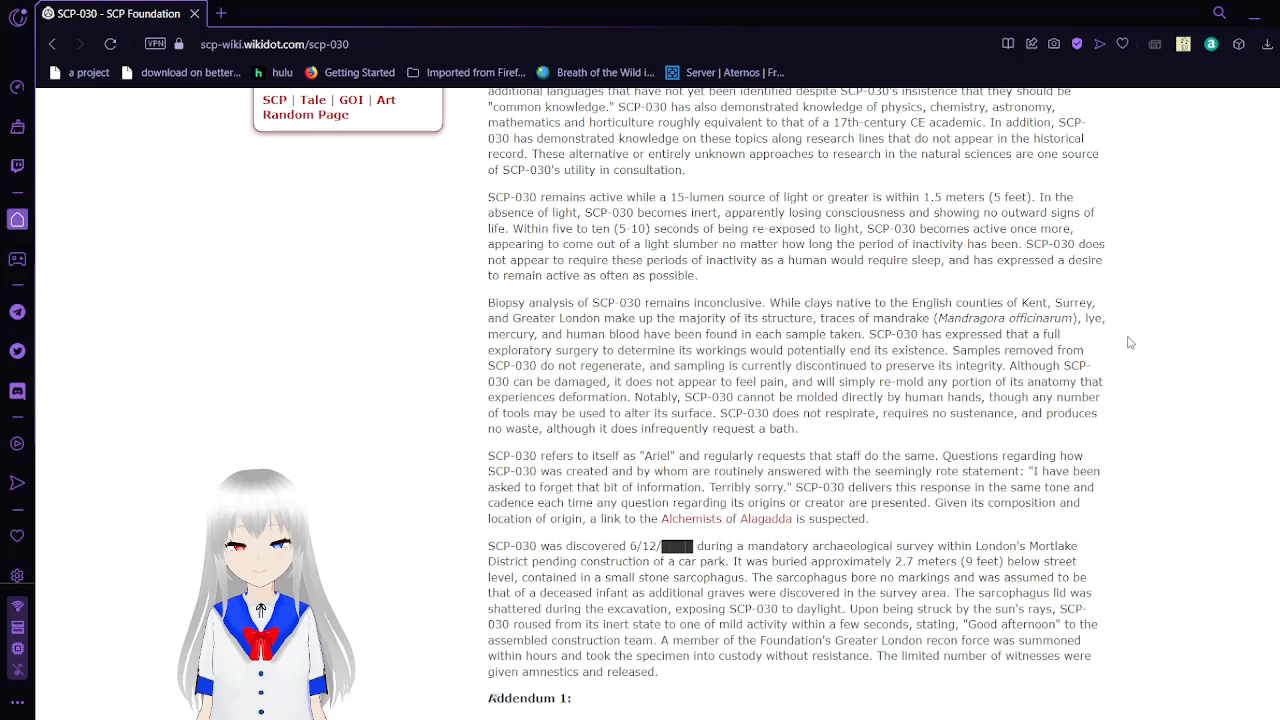 SCP-030 - SCP Foundation
VPN
scp-wiki.wikidot.com/scp-030
a project
download on better...
hulu
Getting Started
Imported from Firef...
Breath of the Wild i...
Server | Aternos | Fr...
SCP | Tale | GOI | Art
Random Page
additional languages that have not yet been identified despite SCP-030's insistence that they should be
"common knowledge." SCP-030 has also demonstrated knowledge of physics, chemistry, astronomy,
mathematics and horticulture roughly equivalent to that of a 17th-century CE academic. In addition, SCP-
030 has demonstrated knowledge on these topics along research lines that do not appear in the historical
record. These alternative or entirely unknown approaches to research in the natural sciences are one source
of SCP-030's utility in consultation.
SCP-030 remains active while a 15-lumen source of light or greater is within 1.5 meters (5 feet). In the
absence of light, SCP-030 becomes inert, apparently losing consciousness and showing no outward signs of
life. Within five to ten (5-10) seconds of being re-exposed to light, SCP-030 becomes active once more,
appearing to come out of a light slumber no matter how long the period of inactivity has been. SCP-030 does
not appear to require these periods of inactivity as a human would require sleep, and has expressed a desire
to remain active as often as possible.
Biopsy analysis of SCP-030 remains inconclusive. While clays native to the English counties of Kent, Surrey,
and Greater London make up the majority of its structure, traces of mandrake (Mandragora officinarum), lye,
mercury, and human blood have been found in each sample taken. SCP-030 has expressed that a full
exploratory surgery to determine its workings would potentially end its existence. Samples removed from
SCP-030 do not regenerate, and sampling is currently discontinued to preserve its integrity. Although SCP-
030 can be damaged, it does not appear to feel pain, and will simply re-mold any portion of its anatomy that
experiences deformation. Notably, SCP-030 cannot be molded directly by human hands, though any number
of tools may be used to alter its surface. SCP-030 does not respirate, requires no sustenance, and produces
no waste, although it does infrequently request a bath.
SCP-030 refers to itself as "Ariel" and regularly requests that staff do the same. Questions regarding how
SCP-030 was created and by whom are routinely answered with the seemingly rote statement: "I have been
asked to forget that bit of information. Terribly sorry." SCP-030 delivers this response in the same tone and
cadence each time any question regarding its origins or creator are presented. Given its composition and
location of origin, a link to the Alchemists of Alagadda is suspected.
SCP-030 was discovered 6/12/████ during a mandatory archaeological survey within London's Mortlake
District pending construction of a car park. It was buried approximately 2.7 meters (9 feet) below street
level, contained in a small stone sarcophagus. The sarcophagus bore no markings and was assumed to be
that of a deceased infant as additional graves were discovered in the survey area. The sarcophagus lid was
shattered during the excavation, exposing SCP-030 to daylight. Upon being struck by the sun's rays, SCP-
030 roused from its inert state to one of mild activity within a few seconds, stating, "Good afternoon" to the
assembled construction team. A member of the Foundation's Greater London recon force was summoned
within hours and took the specimen into custody without resistance. The limited number of witnesses were
given amnestics and released.
Addendum 1: